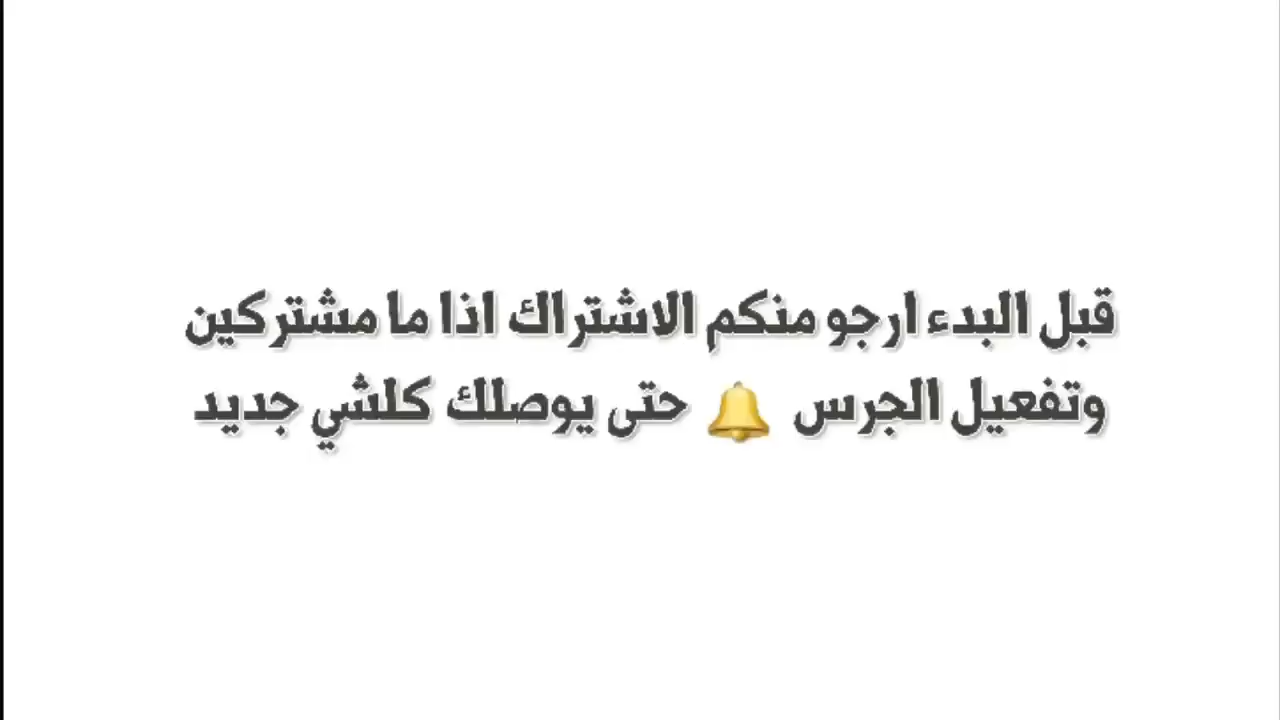 قبل البدء ارجو منكم الاشتراك اذا ما مشتركين
وتفعيل الجرس 🔔 حتى يوصلك كلشي جديد